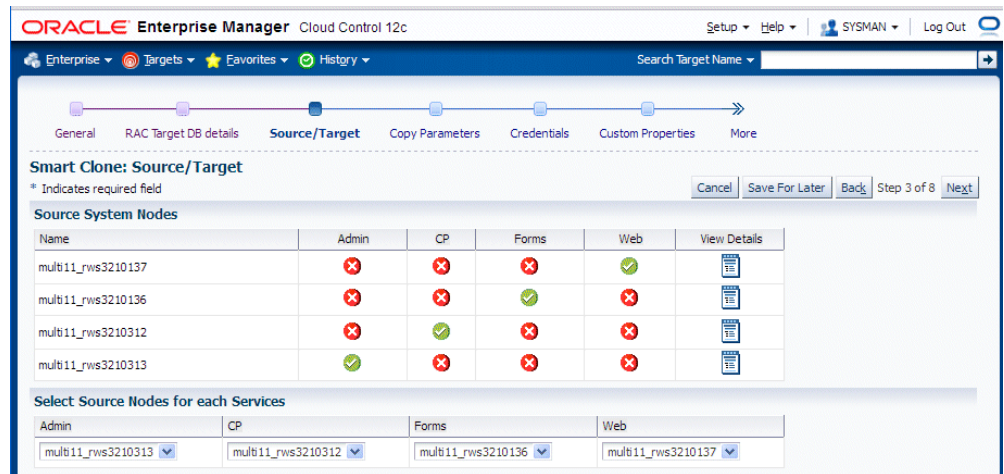 ORACLE Enterprise Manager Cloud Control 12c
Setup Help SYSMAN Log Out
Enterprise Targets Favorites History Search Target Name
General RAC Target DB details Source/Target Copy Parameters Credentials Custom Properties More
Smart Clone: Source/Target
* Indicates required field
Cancel Save For Later Back Step 3 of 8 Next
Source System Nodes
Name Admin CP Forms Web View Details
multi11_rws3210137
multi11_rws3210136
multi11_rws3210312
multi11_rws3210313
Select Source Nodes for each Services
Admin CP Forms Web
multi11_rws3210313 multi11_rws3210312 multi11_rws3210136 multi11_rws3210137